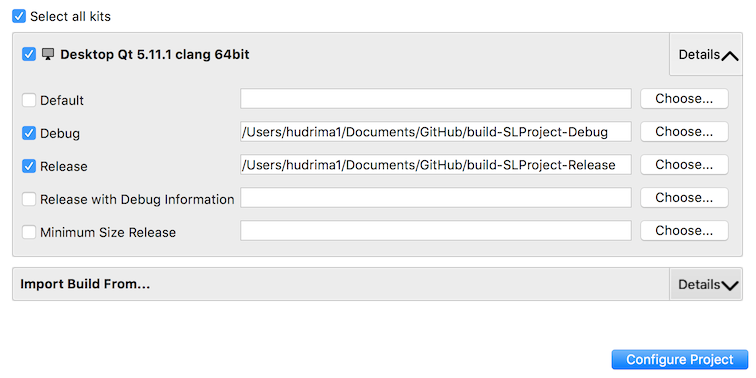 Select all kits
Desktop Qt 5.11.1 clang 64bit Details
Default Choose...
Debug /Users/hudrima1/Documents/GitHub/build-SLProject-Debug Choose...
Release /Users/hudrima1/Documents/GitHub/build-SLProject-Release Choose...
Release with Debug Information Choose...
Minimum Size Release Choose...
Import Build From... Details
Configure Project